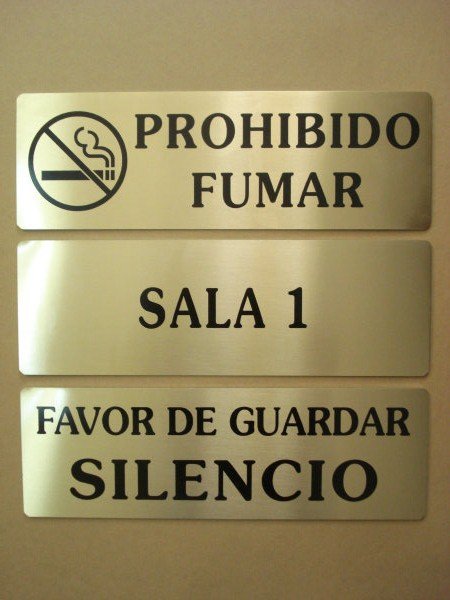 PROHIBIDO
FUMAR
SALA 1
FAVOR DE GUARDAR
SILENCIO